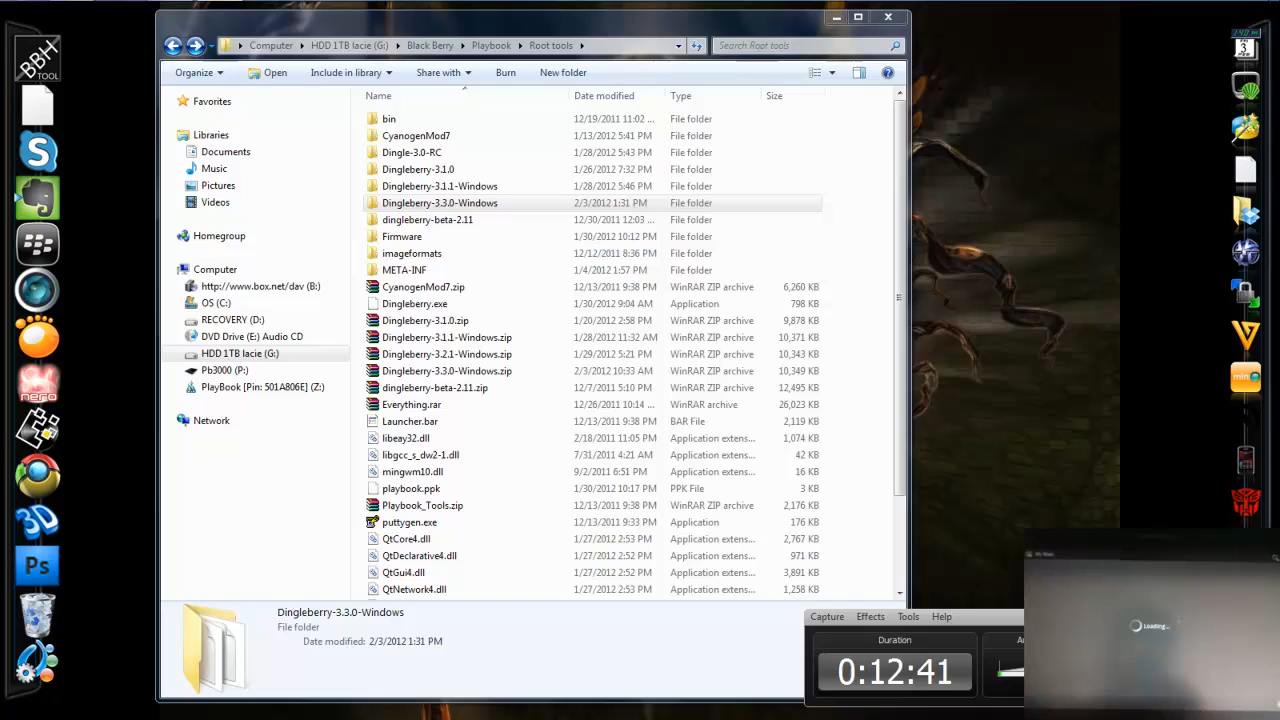 BBH
TOOL
Computer HDD 1TB lacie (G:) Black Berry Playbook Root tools Search Root tools
Organize Open Include in library Share with Burn New folder
Name Date modified Type Size
Favorites
Libraries
Documents
Music
Pictures
Videos
Homegroup
Computer
http://www.box.net/dav (B:)
OS (C:)
RECOVERY (D:)
DVD Drive (E:) Audio CD
HDD 1TB lacie (G:)
Pb3000 (P:)
PlayBook [Pin: 501A806E] (Z:)
Network
bin 12/19/2011 11:02 ... File folder
CyanogenMod7 1/13/2012 5:41 PM File folder
Dingle-3.0-RC 1/28/2012 5:43 PM File folder
Dingleberry-3.1.0 1/26/2012 7:32 PM File folder
Dingleberry-3.1.1-Windows 1/28/2012 5:46 PM File folder
Dingleberry-3.3.0-Windows 2/3/2012 1:31 PM File folder
dingleberry-beta-2.11 12/30/2011 12:03 ... File folder
Firmware 1/30/2012 10:12 PM File folder
imageformats 12/12/2011 8:36 PM File folder
META-INF 1/4/2012 1:57 PM File folder
CyanogenMod7.zip 12/13/2011 9:38 PM WinRAR ZIP archive 6,260 KB
Dingleberry.exe 1/30/2012 9:04 AM Application 798 KB
Dingleberry-3.1.0.zip 1/20/2012 2:58 PM WinRAR ZIP archive 9,878 KB
Dingleberry-3.1.1-Windows.zip 1/28/2012 11:32 AM WinRAR ZIP archive 10,371 KB
Dingleberry-3.2.1-Windows.zip 1/29/2012 5:21 PM WinRAR ZIP archive 10,343 KB
Dingleberry-3.3.0-Windows.zip 2/3/2012 10:33 AM WinRAR ZIP archive 10,349 KB
dingleberry-beta-2.11.zip 12/7/2011 5:10 PM WinRAR ZIP archive 12,495 KB
Everything.rar 12/26/2011 10:14 ... WinRAR archive 26,023 KB
Launcher.bar 12/13/2011 9:38 PM BAR File 2,119 KB
libeay32.dll 2/18/2011 11:05 PM Application extens... 1,074 KB
libgcc_s_dw2-1.dll 7/31/2011 4:21 AM Application extens... 42 KB
mingwm10.dll 9/2/2011 6:51 PM Application extens... 16 KB
playbook.ppk 1/30/2012 10:17 PM PPK File 3 KB
Playbook_Tools.zip 12/13/2011 9:38 PM WinRAR ZIP archive 2,176 KB
puttygen.exe 12/13/2011 9:33 PM Application 176 KB
QtCore4.dll 1/27/2012 2:53 PM Application extens... 2,767 KB
QtDeclarative4.dll 1/27/2012 2:52 PM Application extens... 971 KB
QtGui4.dll 1/27/2012 2:52 PM Application extens... 3,891 KB
QtNetwork4.dll 1/27/2012 2:53 PM Application extens... 1,258 KB
Dingleberry-3.3.0-Windows
File folder
Date modified: 2/3/2012 1:31 PM
Capture Effects Tools Help
Duration
0:12:41
Loading...
nero
3D
Ps
3
mini